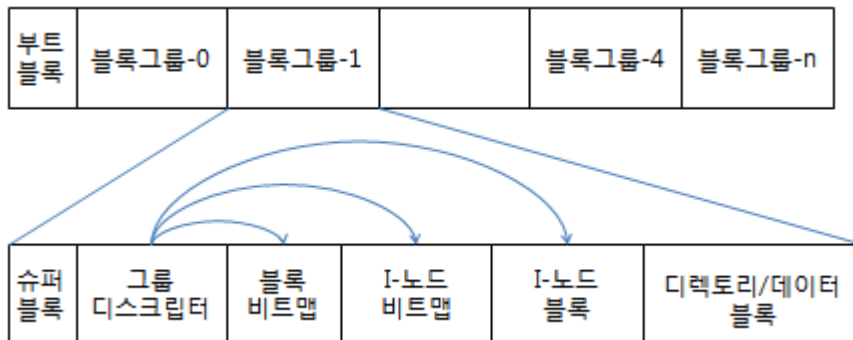 부트
블록
블록그룹-0
블록그룹-1
블록그룹-4
블록그룹-n
슈퍼
블록
그룹
디스크립터
블록
비트맵
I-노드
비트맵
I-노드
블록
디렉토리/데이터
블록